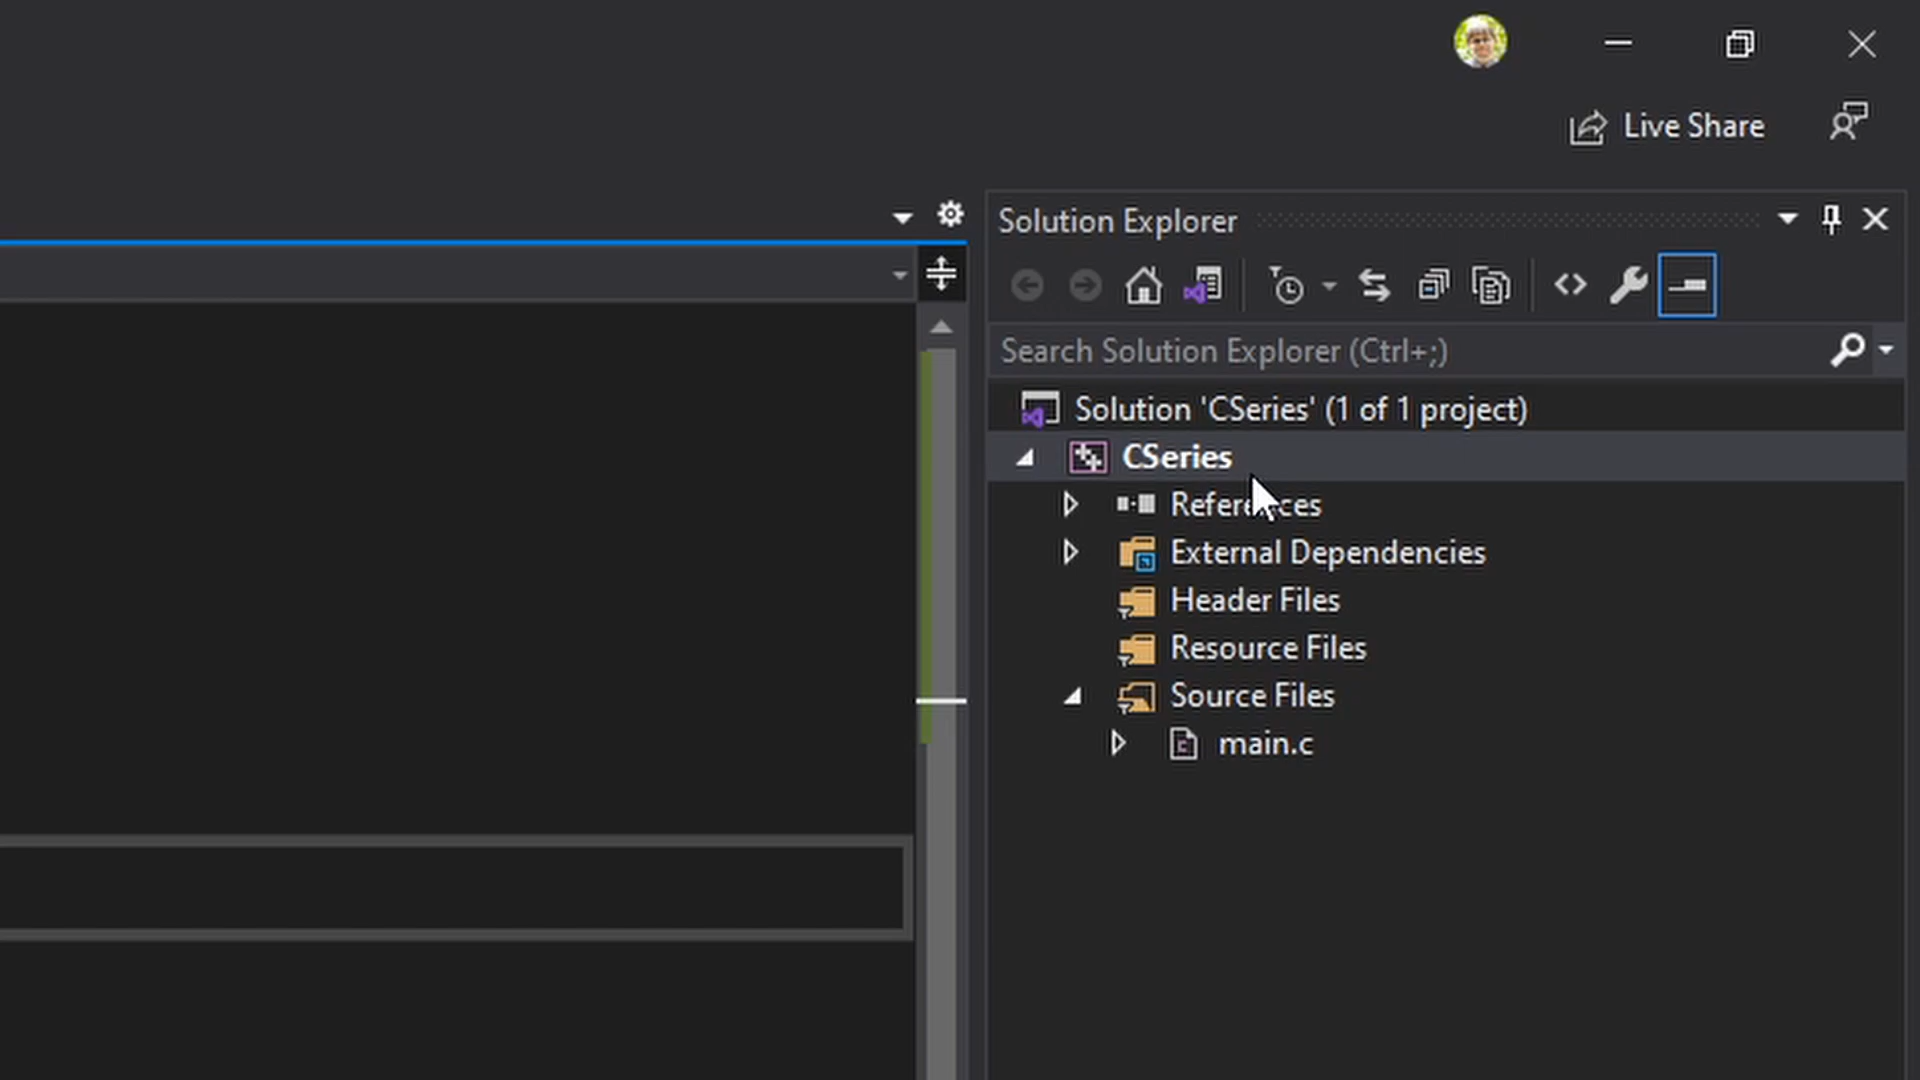 Live Share
Solution Explorer
Search Solution Explorer (Ctrl+;)
Solution 'CSeries' (1 of 1 project)
CSeries
References
External Dependencies
Header Files
Resource Files
Source Files
main.c